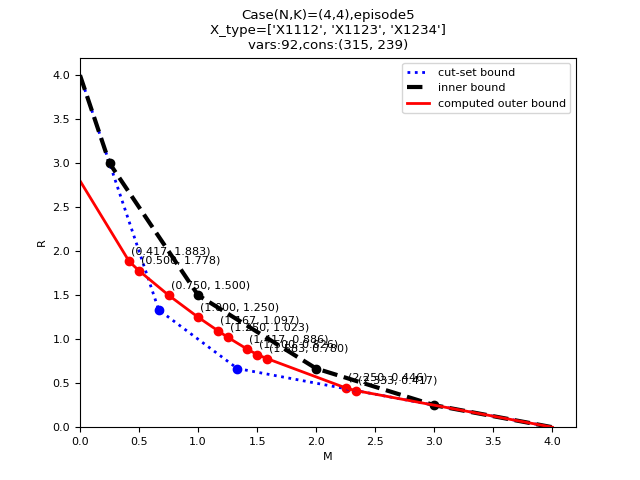 Case(N,K)=(4,4),episode5
X_type=['X1112', 'X1123', 'X1234']
vars:92,cons:(315, 239)
cut-set bound
inner bound
computed outer bound
R
4.0
3.5
3.0
2.5
2.0
1.5
1.0
0.5
0.0
(0.417, 1.883)
(0.500, 1.778)
(0.750, 1.500)
(1.000, 1.250)
(1.167, 1.097)
(1.250, 1.023)
(1.417, 0.886)
(2.250, 0.446)
(2.333, 0.417)
0.0 0.5 1.0 1.5 2.0 2.5 3.0 3.5 4.0
M